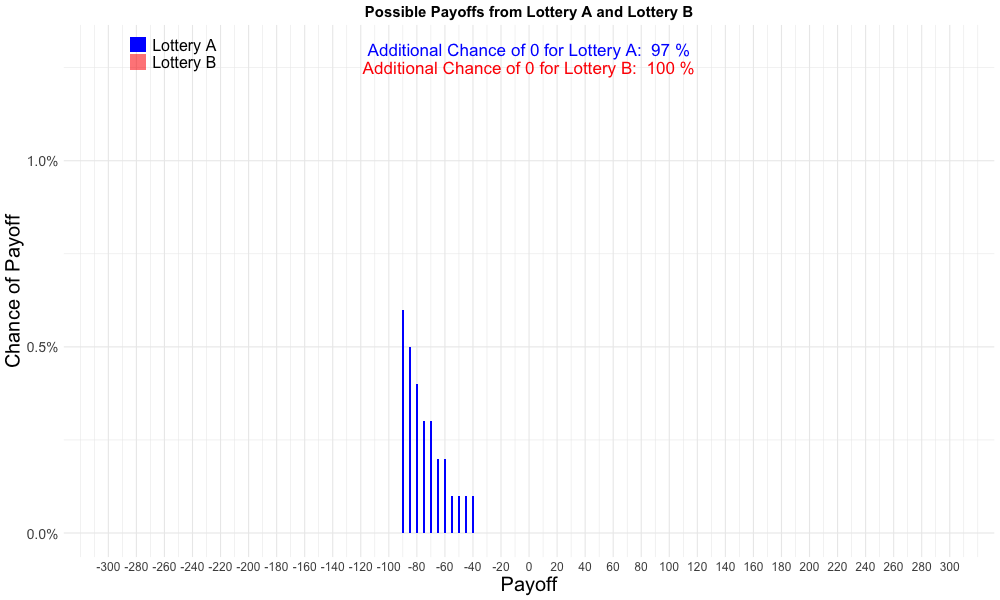 Possible Payoffs from Lottery A and Lottery B
Lottery A
Lottery B
Additional Chance of 0 for Lottery A:  97 %
Additional Chance of 0 for Lottery B:  100 %
Chance of Payoff
1.0%
0.5%
0.0%
-300 -280 -260 -240 -220 -200 -180 -160 -140 -120 -100 -80 -60 -40 -20 0 20 40 60 80 100 120 140 160 180 200 220 240 260 280 300
Payoff